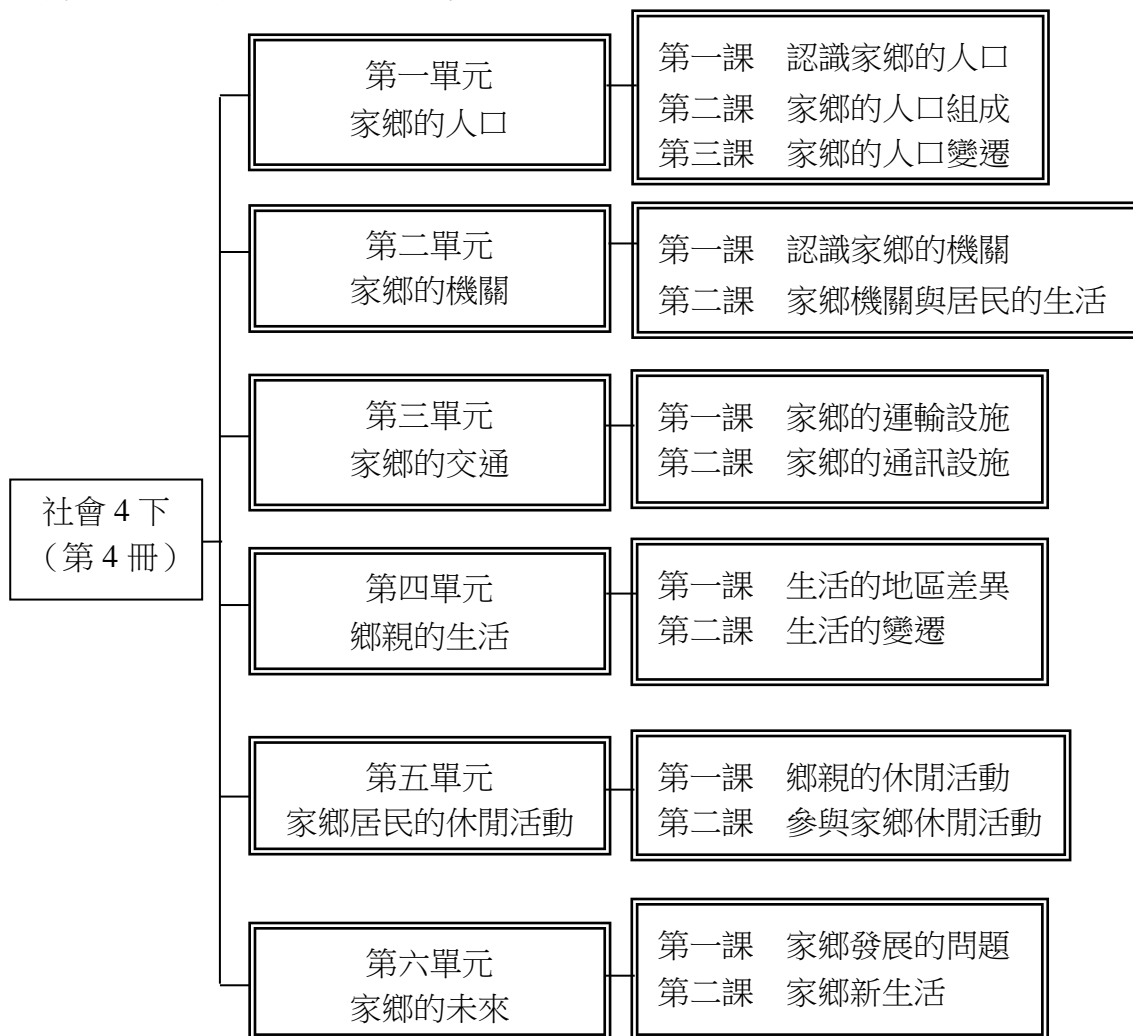 社會 4 下
（第 4 冊）
第一單元
家鄉的人口
第一課　認識家鄉的人口
第二課　家鄉的人口組成
第三課　家鄉的人口變遷
第二單元
家鄉的機關
第一課　認識家鄉的機關
第二課　家鄉機關與居民的生活
第三單元
家鄉的交通
第一課　家鄉的運輸設施
第二課　家鄉的通訊設施
第四單元
鄉親的生活
第一課　生活的地區差異
第二課　生活的變遷
第五單元
家鄉居民的休閒活動
第一課　鄉親的休閒活動
第二課　參與家鄉休閒活動
第六單元
家鄉的未來
第一課　家鄉發展的問題
第二課　家鄉新生活